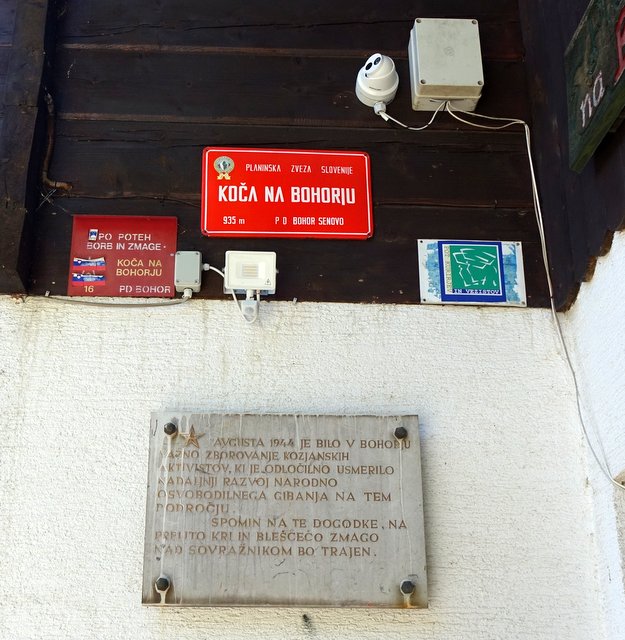 na
PLANINSKA ZVEZA SLOVENIJE
KOČA NA BOHORJU
935 m P D BOHOR SENOVO
PO POTEH
BORB IN ZMAGE
KOČA NA
BOHORJU
16 PD BOHOR
AVGUSTA 1944 JE BILO V BOHORJU
VAŽNO ZBOROVANJE KOZJANSKIH
AKTIVISTOV, KI JE ODLOČILNO USMERILO
NADALJNJI RAZVOJ NARODNO
OSVOBODILNEGA GIBANJA NA TEM
PODROČJU.
SPOMIN NA TE DOGODKE, NA
PRELITO KRI IN BLEŠČEČO ZMAGO
NAD SOVRAŽNIKOM BO TRAJEN.